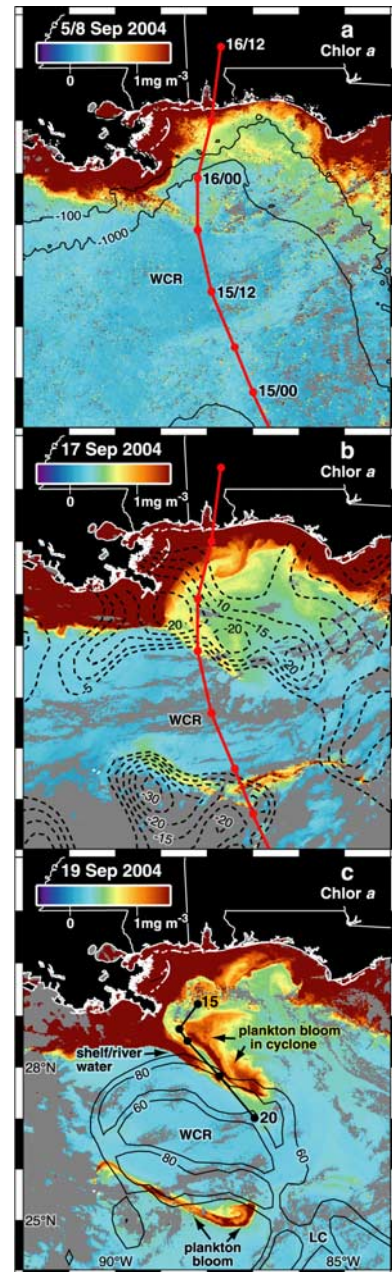 5/8 Sep 2004
a
Chlor a
0
1mg m-3
16/12
16/00
-100
-1000
WCR
15/12
15/00
17 Sep 2004
b
Chlor a
0
1mg m-3
-10
-15
-20
20
-20
-5
WCR
-30
-20
-15
-20
19 Sep 2004
c
Chlor a
0
1mg m-3
15
plankton bloom
in cyclone
shelf/river
water
28°N
80
60
20
WCR
60
80
25°N
LC
90°W
plankton
bloom
85°W